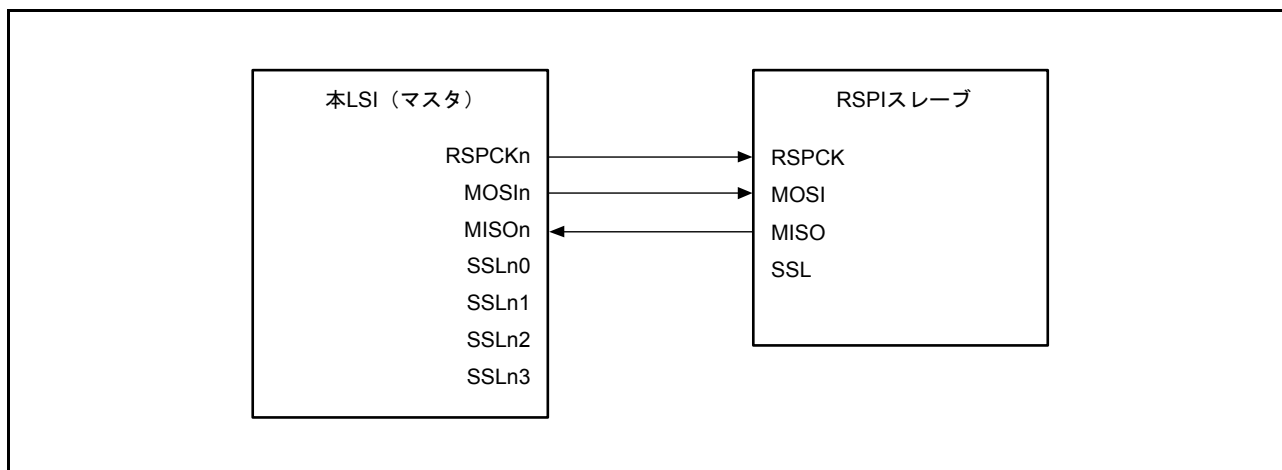 本LSI（マスタ）
RSPCKn
MOSIn
MISOn
SSLn0
SSLn1
SSLn2
SSLn3
RSPIスレーブ
RSPCK
MOSI
MISO
SSL